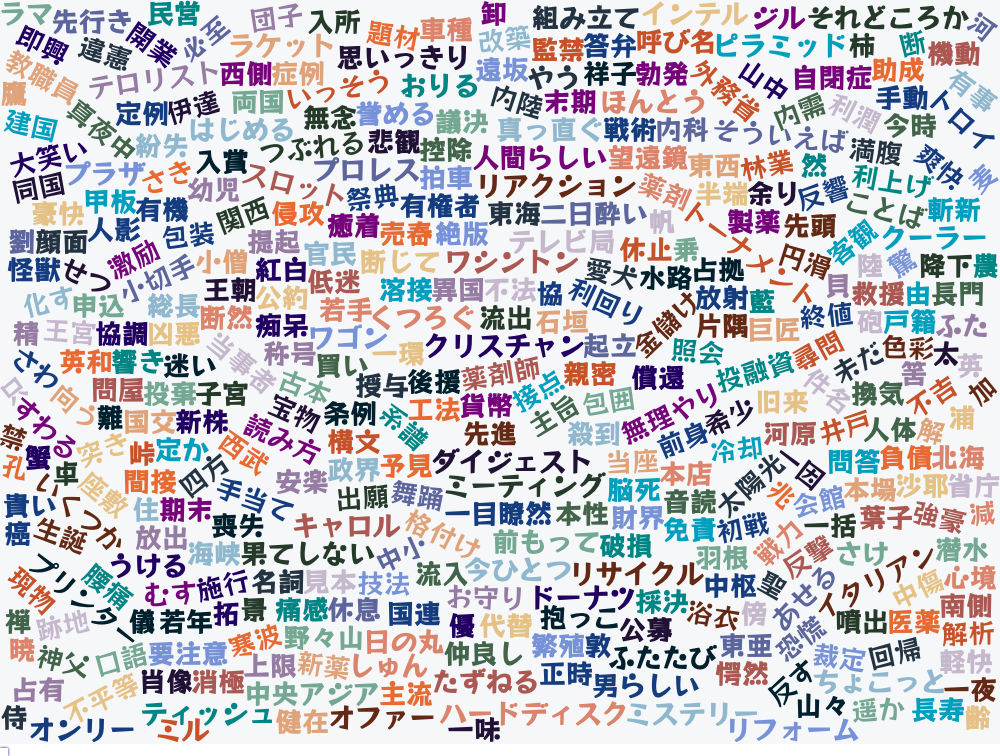 ラマ 先行き 民営 団子 入所 題材 車種 卸 組み立て インテル ジル それどころか 河
即興 違憲 開業 必至 ラケット 思いっきり 改築 監禁 答弁 呼び名 ピラミッド 柿 断 機動
教職員 テロリスト 西側 症例 いっそう おりる 遠坂 やう 祥子 勃発 外務省 山中 自閉症 助成 有事
鷹 真夜中 定例 伊達 両国 無念 誉める 議決 内陸 末期 ほんとう 内需 利潤 手動 人口 イ
建国 紛失 はじめる つぶれる 悲観 控除 真っ直ぐ 戦術 内科 そういえば 満腹 今時
大笑い プラザ さき 入賞 プロレス 拍車 人間らしい 望遠鏡 東西 林業 然 爽快 麦
同国 甲板 有機 幼児 スロット 祭典 有権者 リアクション 薬剤 半端 余り 反響 利上げ ことば 斬新
豪快 人影 包装 関西 侵攻 癒着 売春 絶版 東海 二日酔い 帆 トーメント 製薬 先頭 客観 クーラー
劉 顔面 激励 提起 官民 断じて ワシントン テレビ局 休止 乗 円滑 陸 驚 降下 農
怪獣 せつ 小切手 小僧 紅白 低迷 溶接 異国 不法 協 愛犬 水路 占拠 貝 救援 由 長門
化す 申込 総長 王朝 公約 若手 くつろぐ 流出 石垣 利回り 放射 藍 終値 砲 戸籍 ふた
精 王宮 協調 凶悪 断然 痴呆 ワゴン 一環 クリスチャン 起立 金儲け 片隅 巨匠 色彩 太
さわ 英和 響き 迷い 当事者 称号 買い 薬剤師 親密 償還 照会 投融資 尋問 未だ 筈 英
問屋 投棄 子宮 古本 授与 後援 接点 包囲 無理やり 旧来 任否 換気 不吉 加
すわる 向づ 難 国交 新株 宝物 条例 系譜 工法 貨幣 主旨 殺到 前身 希少 河原 井戸 人体 解 浦
禁 蟹 突き 峠 定か 西武 読み方 構文 先進 冷却 問答 負債 北海
孔 卓 座敷 間接 四方 安楽 政界 予見 ダイジェスト 当座 本店 太陽光 一因 本場 沙耶 省庁
貴い いくつか 住 期末 手当て 出願 舞踊 ミーティング 脳死 音読 北 会館 葉子 強豪 減
癌 生誕 放出 喪失 キャロル 格付け 一目瞭然 本性 財界 免責 初戦 一括
プリンター 海峡 果てしない 中小 前もって 破損 羽根 戦力 反撃 さけ イタリアン 潜水
現物 腰痛 うける むす 施行 名詞 見本 技法 流入 今ひとつ リサイクル 中枢 聖 あせる 中傷 心境
禅 跡地 儀 若年 拓 景 痛感 休息 国連 お守り ドーナツ 採決 浴衣 傍 噴出 医薬 南側
暁 神父 口語 要注意 寒波 野々山 日の丸 優 代替 抱っこ 公募 恐慌 解析
占有 不平等 肖像 消極 上限 新薬 しゅん 仲良し 繁殖 敦 ふたたび 東亜 裁定 回帰 軽快
中央アジア 主流 たずねる 正時 男らしい 愕然 反す ちょこっと 一夜
侍 オンリー ティッシュ ミル 健在 オファー ハードディスク 一味 ミステリー リフォーム 山々 遥か 長寿 齢